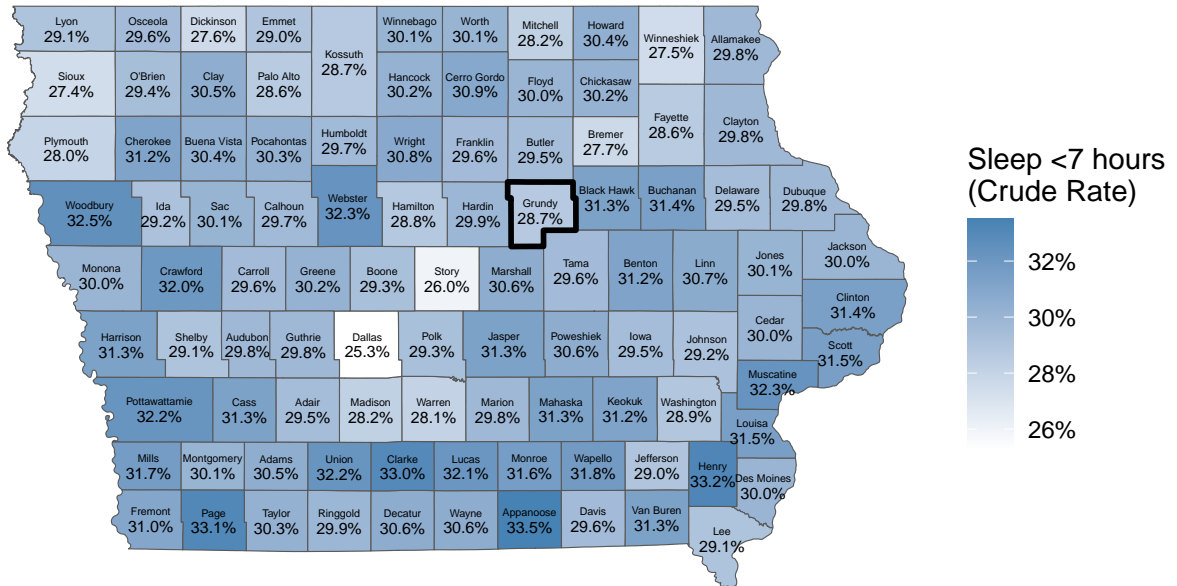 Lyon
29.1%
Osceola
29.6%
Dickinson
27.6%
Emmet
29.0%
Kossuth
28.7%
Winnebago
30.1%
Worth
30.1%
Mitchell
28.2%
Howard
30.4%
Winneshiek
27.5%
Allamakee
29.8%
Sioux
27.4%
O'Brien
29.4%
Clay
30.5%
Palo Alto
28.6%
Hancock
30.2%
Cerro Gordo
30.9%
Floyd
30.0%
Chickasaw
30.2%
Fayette
28.6%
Clayton
29.8%
Plymouth
28.0%
Cherokee
31.2%
Buena Vista
30.4%
Pocahontas
30.3%
Humboldt
29.7%
Wright
30.8%
Franklin
29.6%
Butler
29.5%
Bremer
27.7%
Woodbury
32.5%
Ida
29.2%
Sac
30.1%
Calhoun
29.7%
Webster
32.3%
Hamilton
28.8%
Hardin
29.9%
Grundy
28.7%
Black Hawk
31.3%
Buchanan
31.4%
Delaware
29.5%
Dubuque
29.8%
Monona
30.0%
Crawford
32.0%
Carroll
29.6%
Greene
30.2%
Boone
29.3%
Story
26.0%
Marshall
30.6%
Tama
29.6%
Benton
31.2%
Linn
30.7%
Jones
30.1%
Jackson
30.0%
Clinton
31.4%
Harrison
31.3%
Shelby
29.1%
Audubon
29.8%
Guthrie
29.8%
Dallas
25.3%
Polk
29.3%
Jasper
31.3%
Poweshiek
30.6%
Iowa
29.5%
Johnson
29.2%
Cedar
30.0%
Scott
31.5%
Muscatine
32.3%
Pottawattamie
32.2%
Cass
31.3%
Adair
29.5%
Madison
28.2%
Warren
28.1%
Marion
29.8%
Mahaska
31.3%
Keokuk
31.2%
Washington
28.9%
Louisa
31.5%
Mills
31.7%
Montgomery
30.1%
Adams
30.5%
Union
32.2%
Clarke
33.0%
Lucas
32.1%
Monroe
31.6%
Wapello
31.8%
Jefferson
29.0%
Henry
33.2%
Des Moines
30.0%
Fremont
31.0%
Page
33.1%
Taylor
30.3%
Ringgold
29.9%
Decatur
30.6%
Wayne
30.6%
Appanoose
33.5%
Davis
29.6%
Van Buren
31.3%
Lee
29.1%
Sleep <7 hours
(Crude Rate)
32%
30%
28%
26%